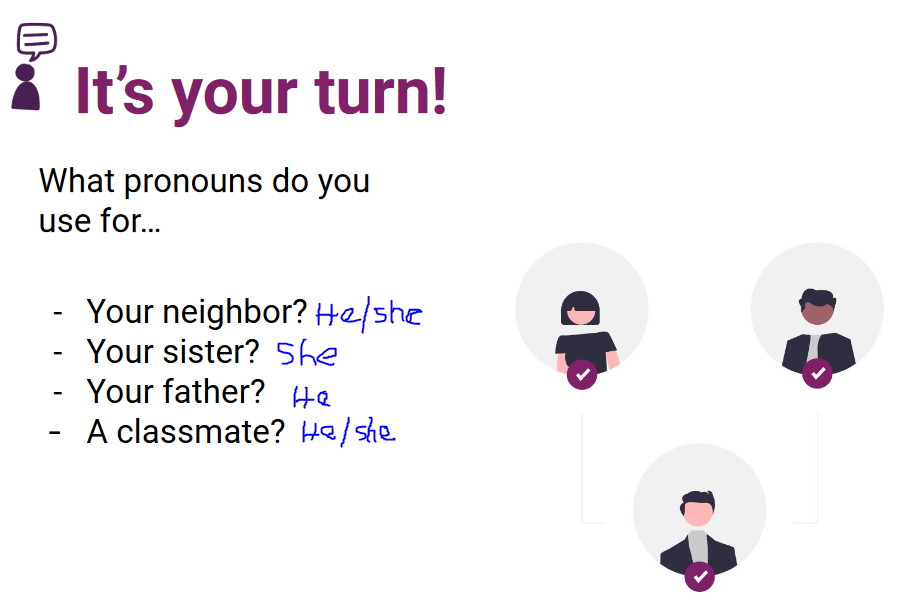 It's your turn!
What pronouns do you
use for...
- Your neighbor? He/she
- Your sister? She
- Your father? He
- A classmate? He/she